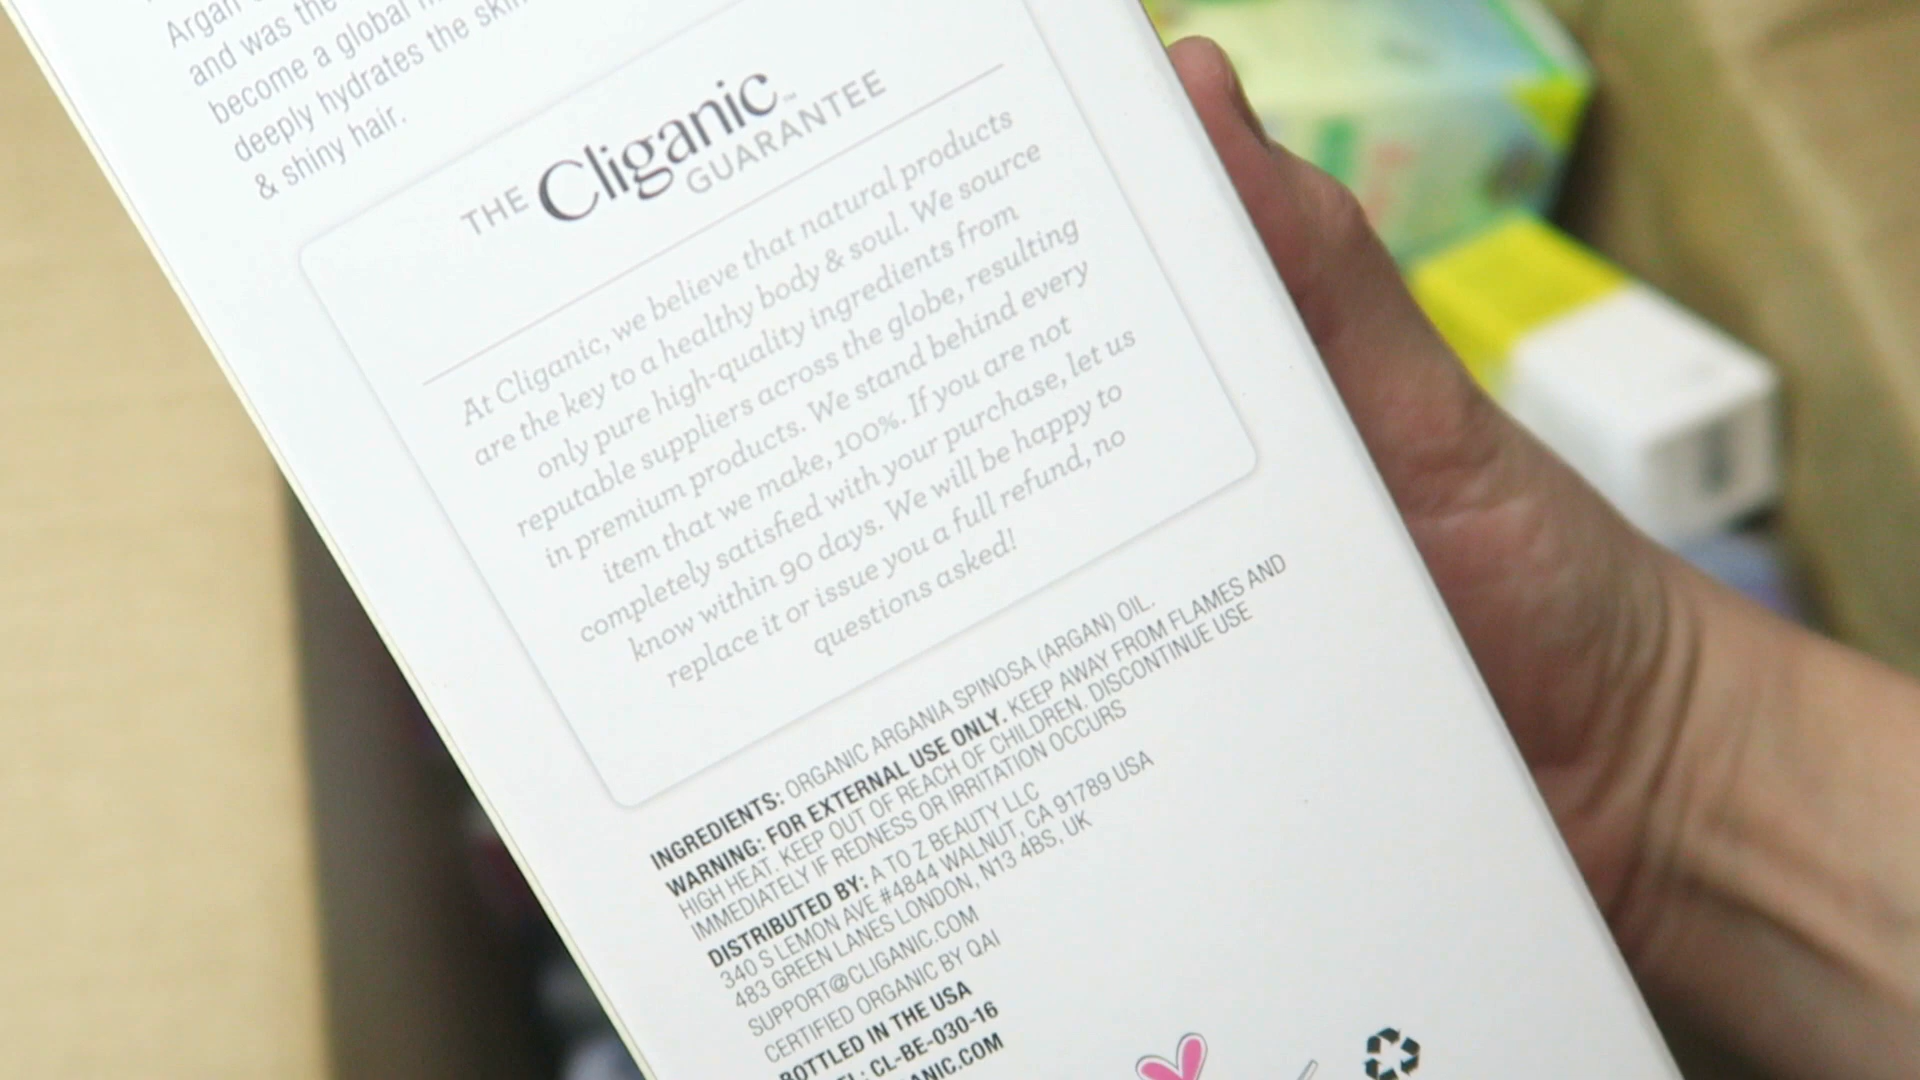 Argan
and was the
become a global
deeply hydrates the skin
& shiny hair.
THE Cliganic™ GUARANTEE
At Cliganic, we believe that natural products
are the key to a healthy body & soul. We source
only pure high-quality ingredients from
reputable suppliers across the globe, resulting
in premium products. We stand behind every
item that we make, 100%. If you are not
completely satisfied with your purchase, let us
know within 90 days. We will be happy to
replace it or issue you a full refund, no
questions asked!
INGREDIENTS: ORGANIC ARGANIA SPINOSA (ARGAN) OIL.
WARNING: FOR EXTERNAL USE ONLY. KEEP AWAY FROM FLAMES AND
HIGH HEAT. KEEP OUT OF REACH OF CHILDREN. DISCONTINUE USE
IMMEDIATELY IF REDNESS OR IRRITATION OCCURS
DISTRIBUTED BY: A TO Z BEAUTY LLC
340 S LEMON AVE #4844 WALNUT, CA 91789 USA
483 GREEN LANES LONDON, N13 4BS, UK
SUPPORT@CLIGANIC.COM
CERTIFIED ORGANIC BY QAI
BOTTLED IN THE USA
CL-BE-030-16